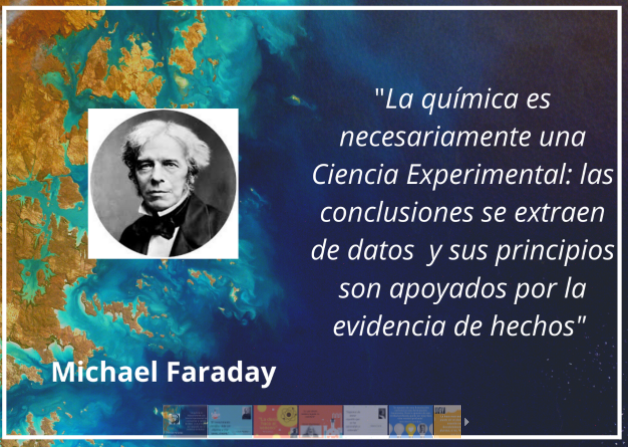 "La química es
necesariamente una
Ciencia Experimental: las
conclusiones se extraen
de datos y sus principios
son apoyados por la
evidencia de hechos"
Michael Faraday